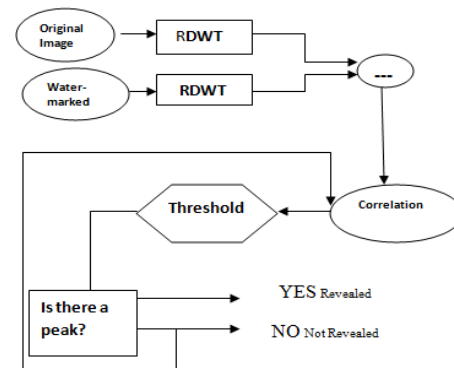 Original
Image
RDWT
Water-
marked
RDWT
---
Threshold
Correlation
Is there a
peak?
YES Revealed
NO Not Revealed